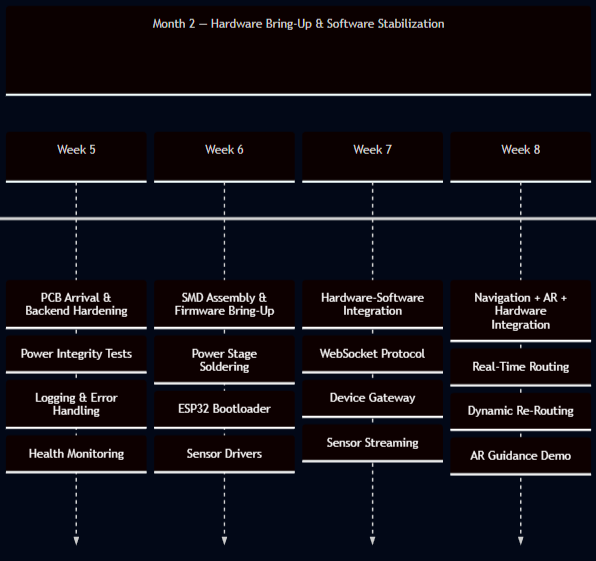 Month 2 — Hardware Bring-Up & Software Stabilization
Week 5
Week 6
Week 7
Week 8
PCB Arrival &
Backend Hardening
Power Integrity Tests
Logging & Error
Handling
Health Monitoring
SMD Assembly &
Firmware Bring-Up
Power Stage
Soldering
ESP32 Bootloader
Sensor Drivers
Hardware-Software
Integration
WebSocket Protocol
Device Gateway
Sensor Streaming
Navigation + AR +
Hardware
Integration
Real-Time Routing
Dynamic Re-Routing
AR Guidance Demo